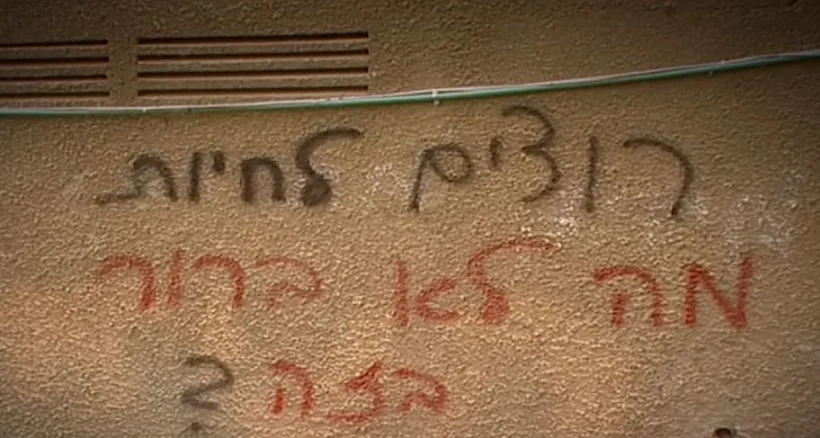 רוצים לחיות
מה לא ברור
בזה?